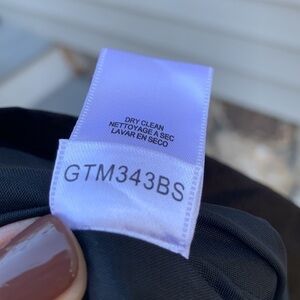 DRY CLEAN
NETTOYAGE A SEC
LAVAR EN SECO
GTM343BS